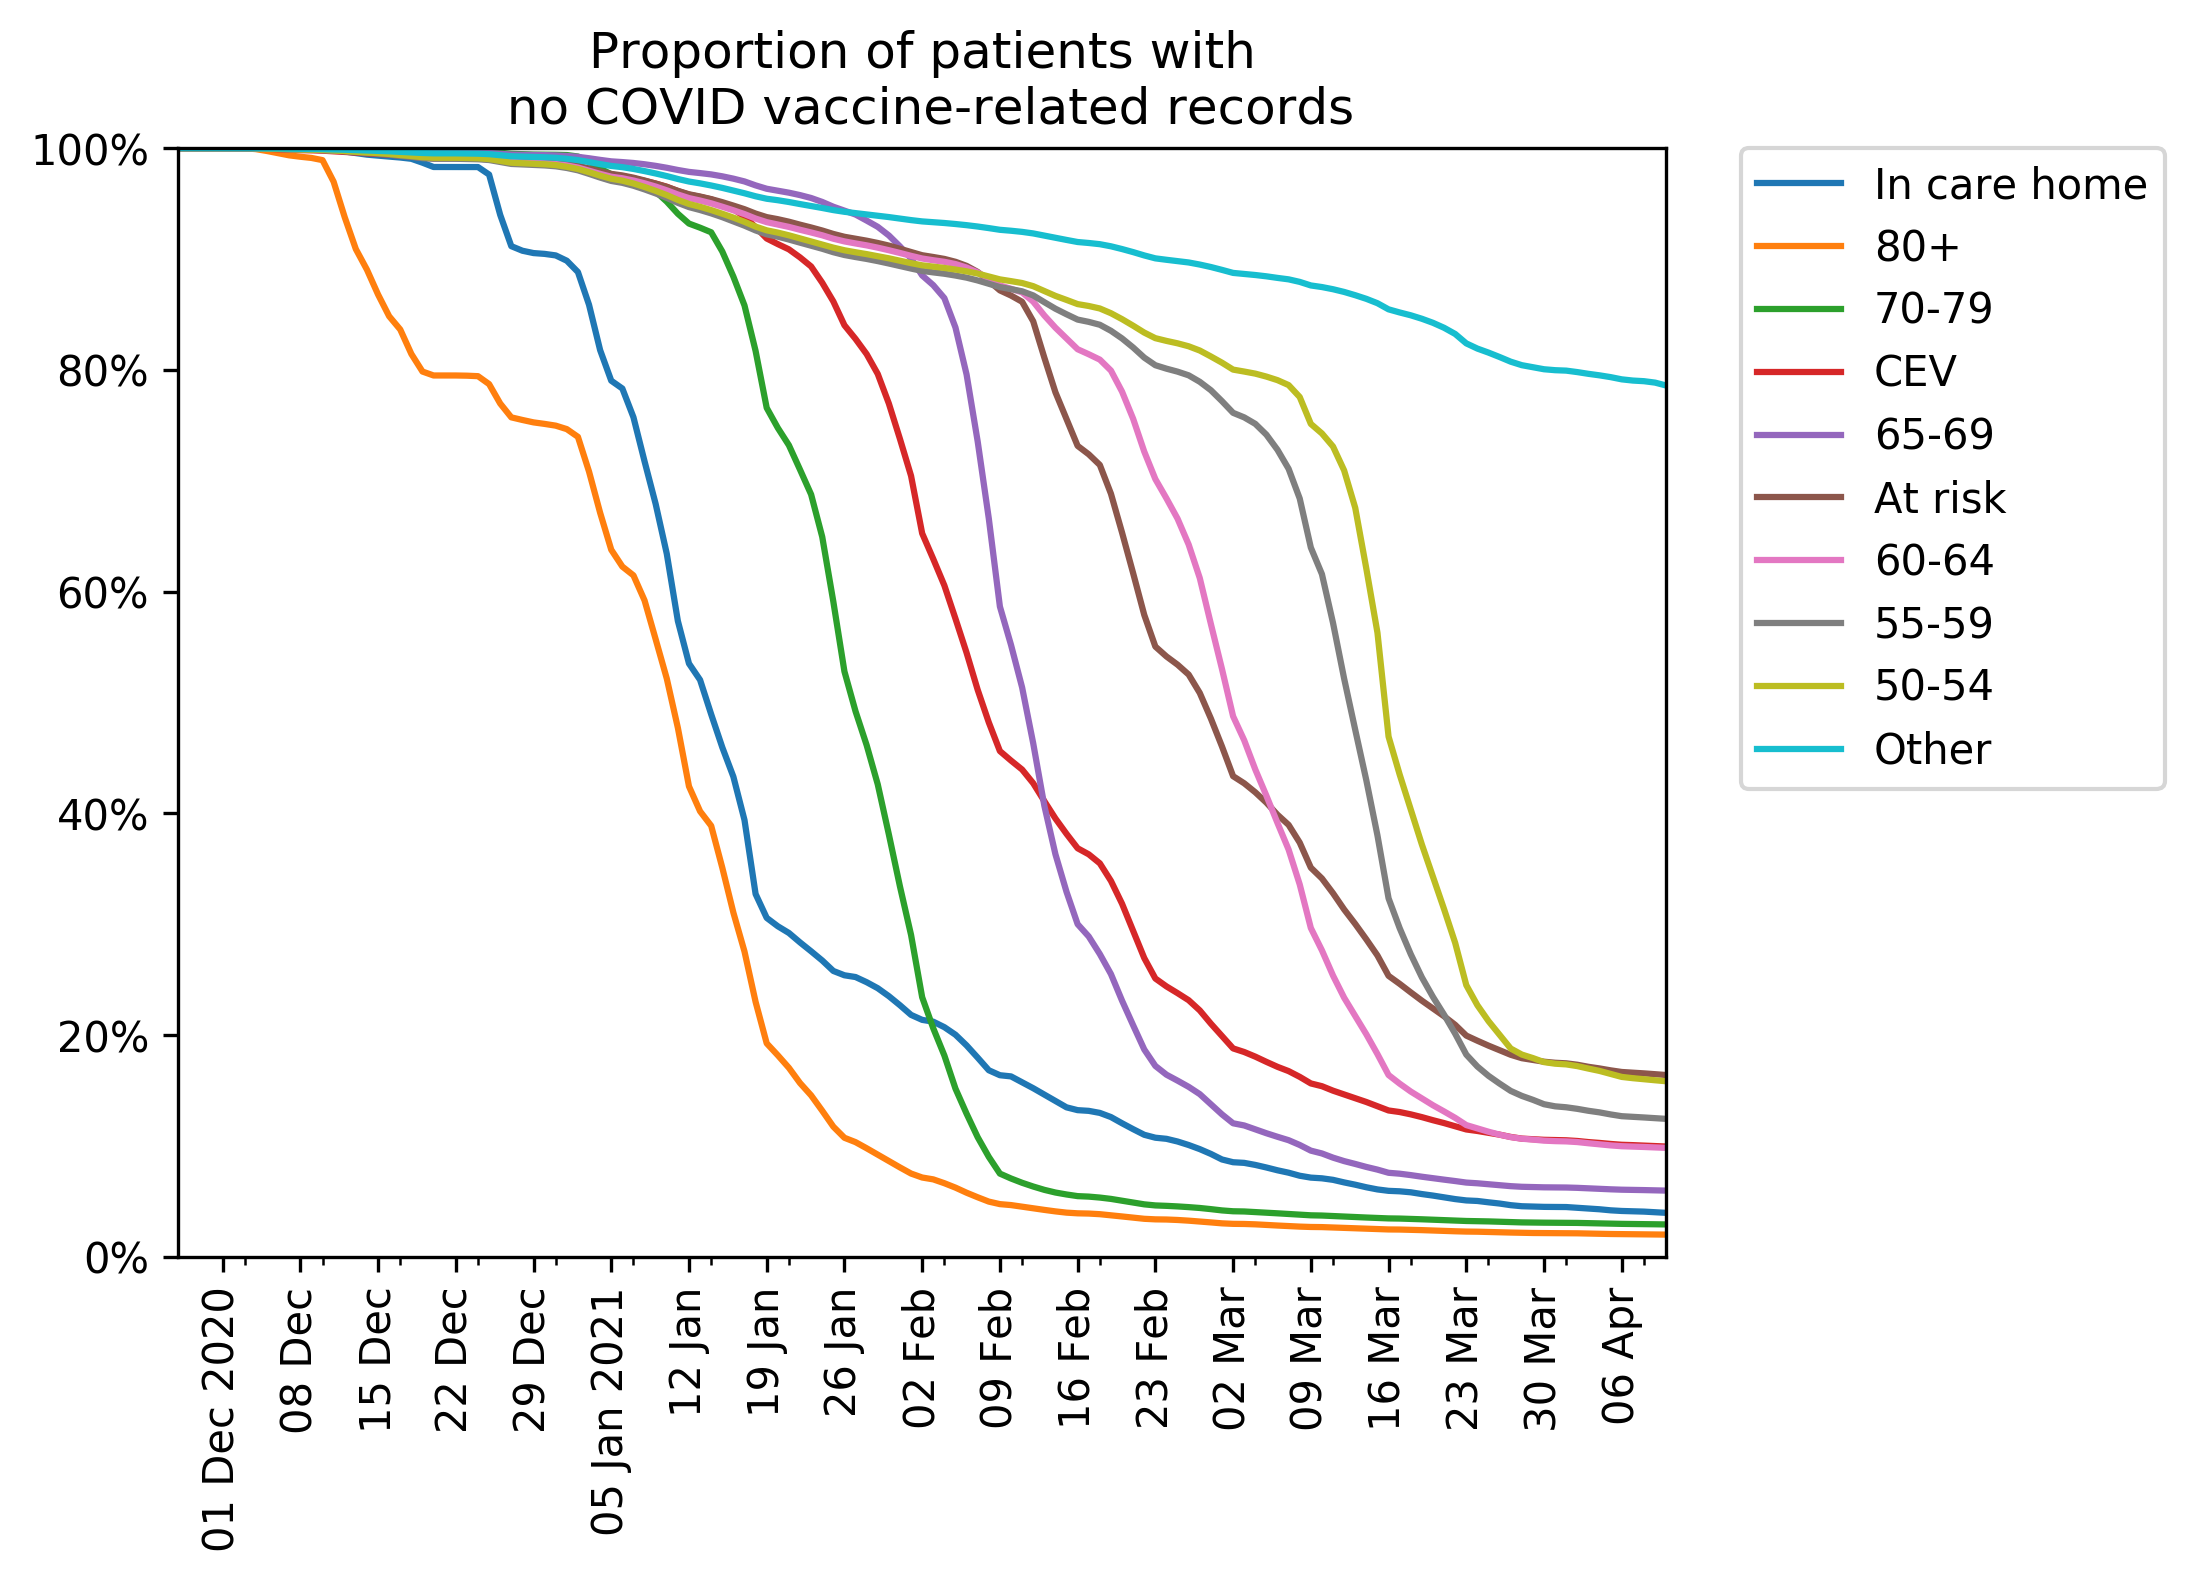 Proportion of patients with
no COVID vaccine-related records
100%
80%
60%
40%
20%
0%
01 Dec 2020
08 Dec
15 Dec
22 Dec
29 Dec
05 Jan 2021
12 Jan
19 Jan
26 Jan
02 Feb
09 Feb
16 Feb
23 Feb
02 Mar
09 Mar
16 Mar
23 Mar
30 Mar
06 Apr
In care home
80+
70-79
CEV
65-69
At risk
60-64
55-59
50-54
Other